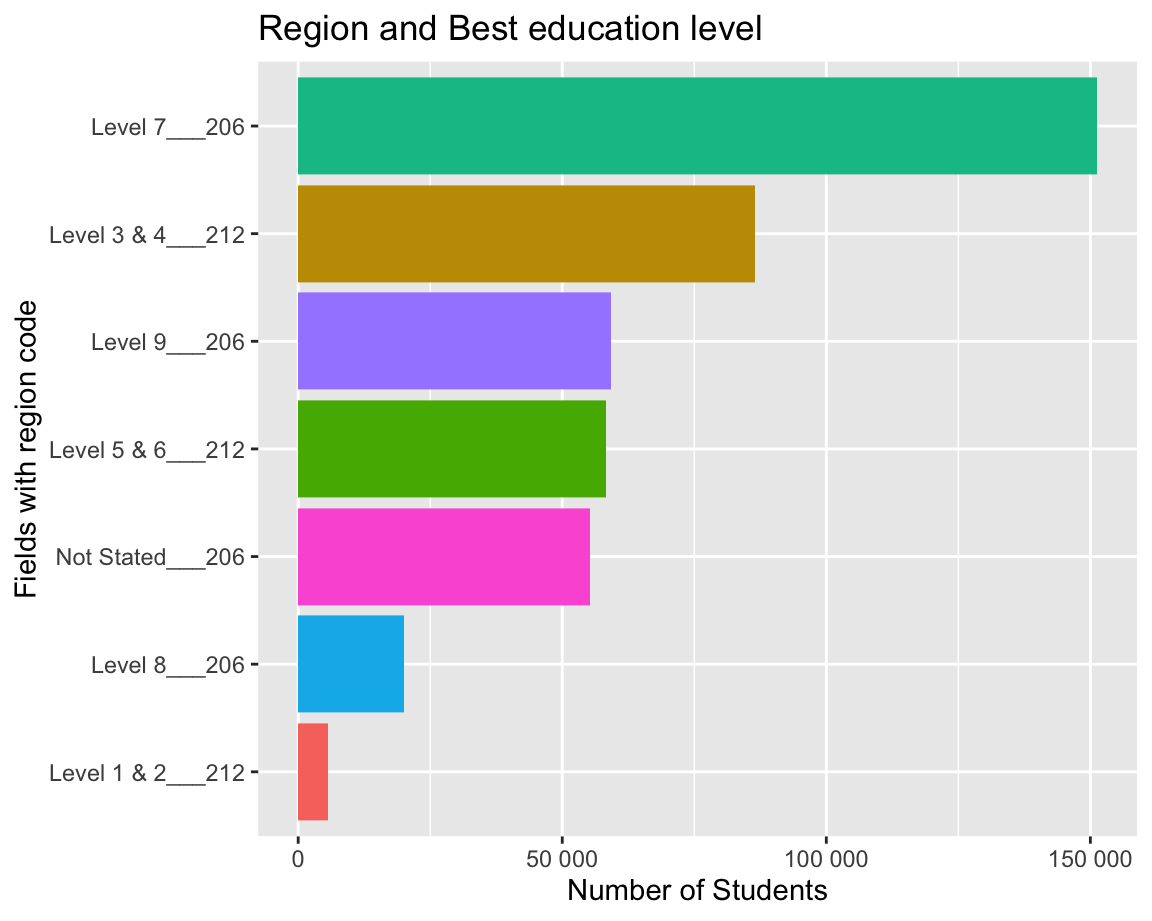 Region and Best education level
Level 7___206
Level 3 & 4___212
Level 9___206
Level 5 & 6___212
Not Stated___206
Level 8___206
Level 1 & 2___212
Fields with region code
0 50 000 100 000 150 000
Number of Students